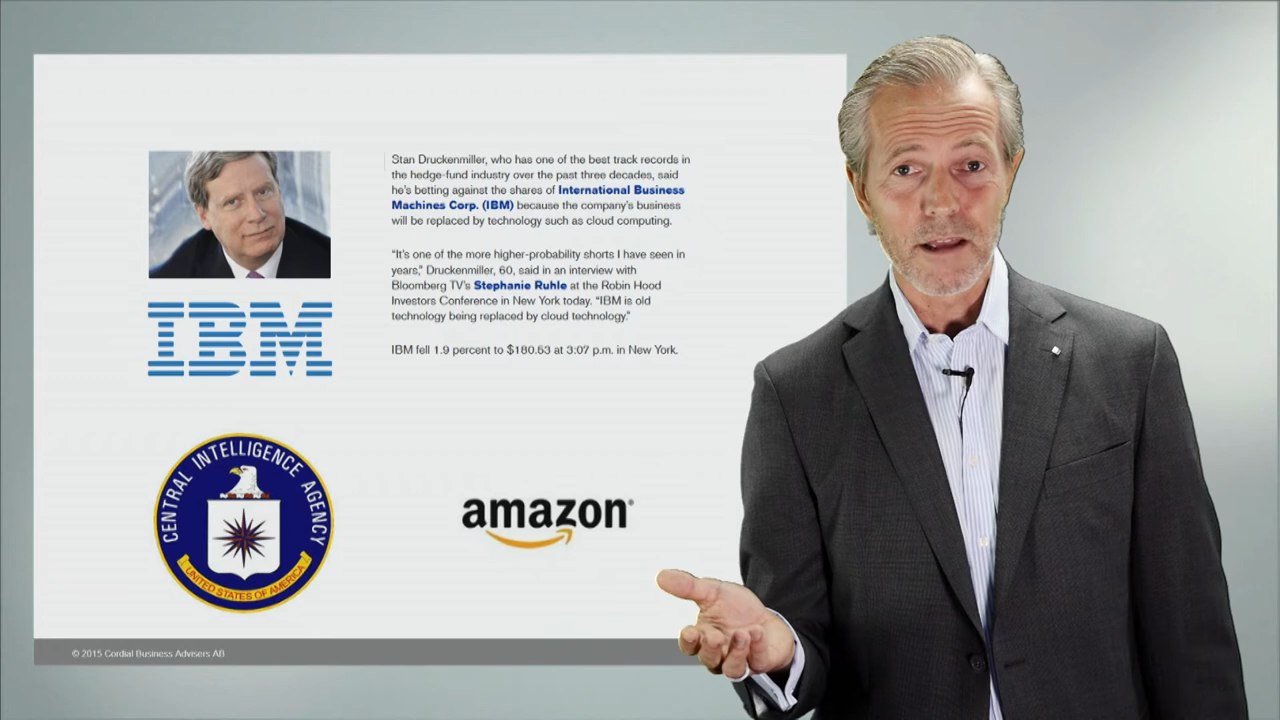 Stan Druckenmiller, who has one of the best track records in
the hedge-fund industry over the past three decades, said
he's betting against the shares of International Business
Machines Corp. (IBM) because the company's business
will be replaced by technology such as cloud computing.
“It's one of the more higher-probability shorts I have seen in
years,” Druckenmiller, 60, said in an interview with
Bloomberg TV's Stephanie Ruhle at the Robin Hood
Investors Conference in New York today. “IBM is old
technology being replaced by cloud technology.”
IBM fell 1.9 percent to $180.53 at 3:07 p.m. in New York.
IBM
CENTRAL INTELLIGENCE AGENCY
UNITED STATES OF AMERICA
amazon®
© 2015 Cordial Business Advisers AB